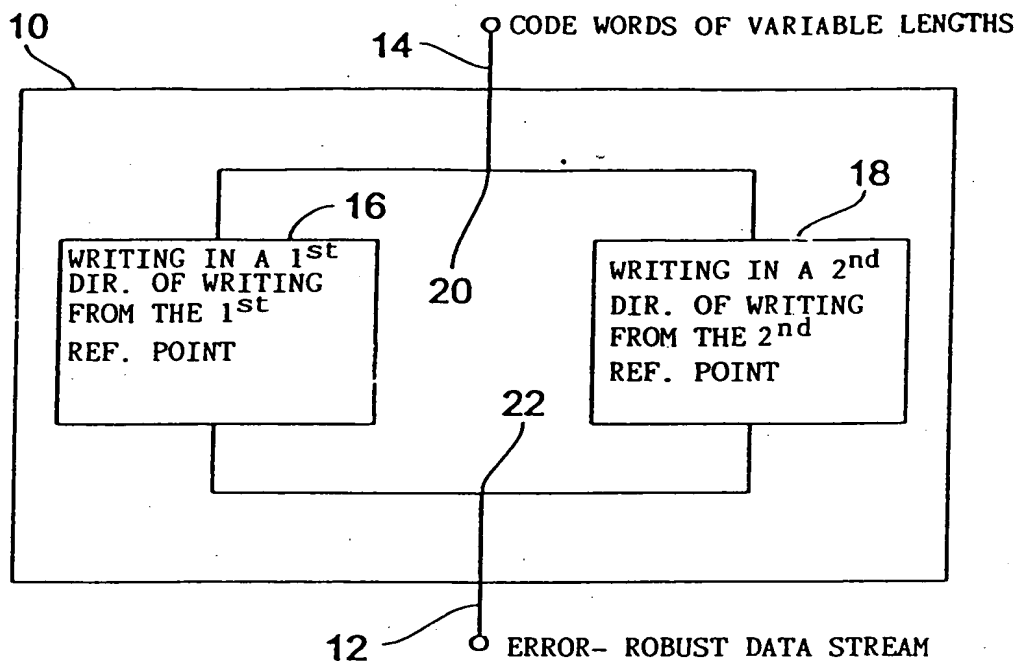 10
14
CODE WORDS OF VARIABLE LENGTHS
16
18
WRITING IN A 1st
DIR. OF WRITING
FROM THE 1st
REF. POINT
20
WRITING IN A 2nd
DIR. OF WRITING
FROM THE 2nd
REF. POINT
22
12
ERROR- ROBUST DATA STREAM